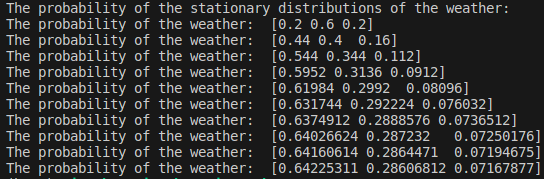 The probability of the stationary distributions of the weather:
The probability of the weather:  [0.2 0.6 0.2]
The probability of the weather:  [0.44 0.4  0.16]
The probability of the weather:  [0.544 0.344 0.112]
The probability of the weather:  [0.5952 0.3136 0.0912]
The probability of the weather:  [0.61984 0.2992  0.08096]
The probability of the weather:  [0.631744 0.292224 0.076032]
The probability of the weather:  [0.6374912 0.2888576 0.0736512]
The probability of the weather:  [0.64026624 0.287232   0.07250176]
The probability of the weather:  [0.64160614 0.2864471  0.07194675]
The probability of the weather:  [0.64225311 0.28606812 0.07167877]